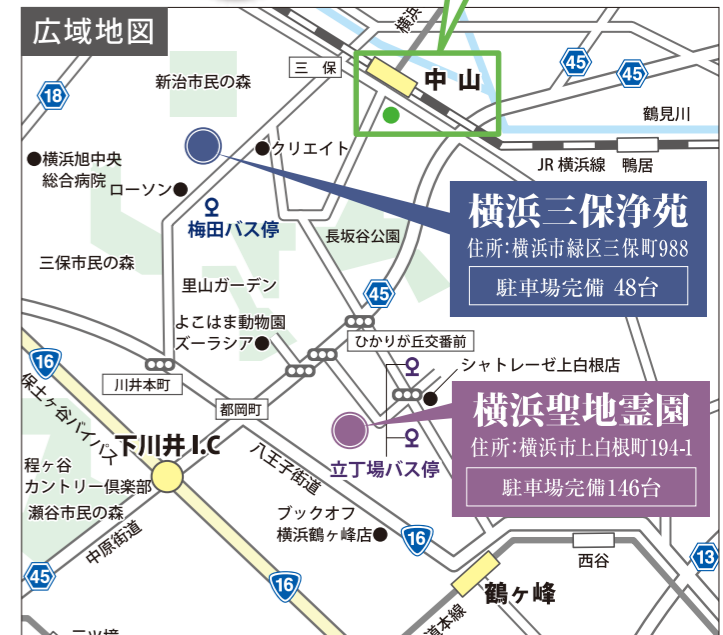 広域地図
横浜
三 保
中 山
45
45
18
新治市民の森
鶴見川
クリエイト
横浜旭中央
総合病院
ローソン
JR 横浜線
鴨居
横浜三保浄苑
住所:横浜市緑区三保町988
駐車場完備 48台
梅田バス停
長坂谷公園
三保市民の森
里山ガーデン
45
よこはま動物園
ズーラシア
ひかりが丘交番前
16
シャトレーゼ上白根店
川井本町
都岡町
保土ヶ谷バイパス
横浜聖地霊園
住所:横浜市上白根町194-1
駐車場完備146台
下川井 I.C
立丁場バス停
八王子街道
程ヶ谷
カントリー倶楽部
瀬谷市民の森
ブックオフ
横浜鶴ヶ峰店
16
中原街道
西谷
13
45
16
鶴ヶ峰
道本線